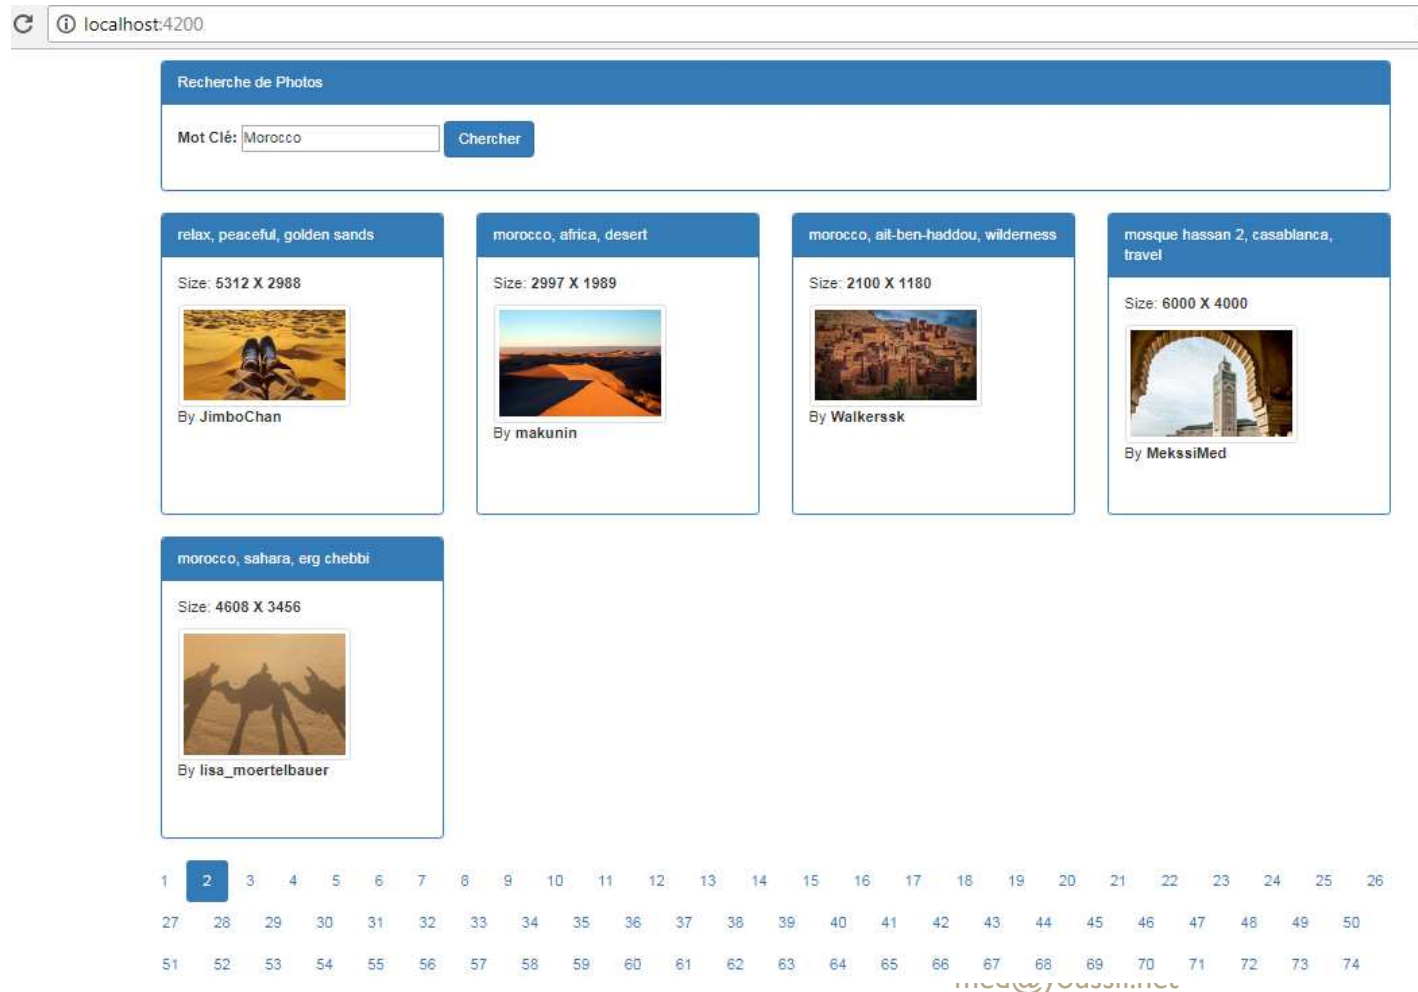 localhost:4200
Recherche de Photos
Mot Clé: Morocco Chercher
relax, peaceful, golden sands
Size: 5312 X 2988
By JimboChan
morocco, africa, desert
Size: 2997 X 1989
By makunin
morocco, ait-ben-haddou, wilderness
Size: 2100 X 1180
By Walkerssk
mosque hassan 2, casablanca,
travel
Size: 6000 X 4000
By MekssiMed
morocco, sahara, erg chebbi
Size: 4608 X 3456
By lisa_moertelbauer
1 2 3 4 5 6 7 8 9 10 11 12 13 14 15 16 17 18 19 20 21 22 23 24 25 26
27 28 29 30 31 32 33 34 35 36 37 38 39 40 41 42 43 44 45 46 47 48 49 50
51 52 53 54 55 56 57 58 59 60 61 62 63 64 65 66 67 68 69 70 71 72 73 74